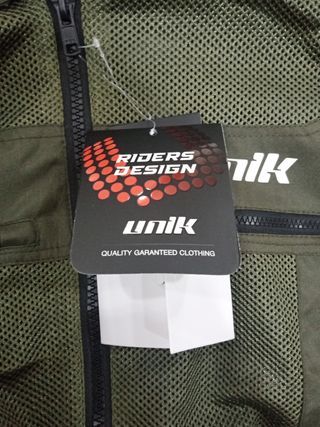 RIDERS
DESIGN
unik
unik
QUALITY GARANTEED CLOTHING